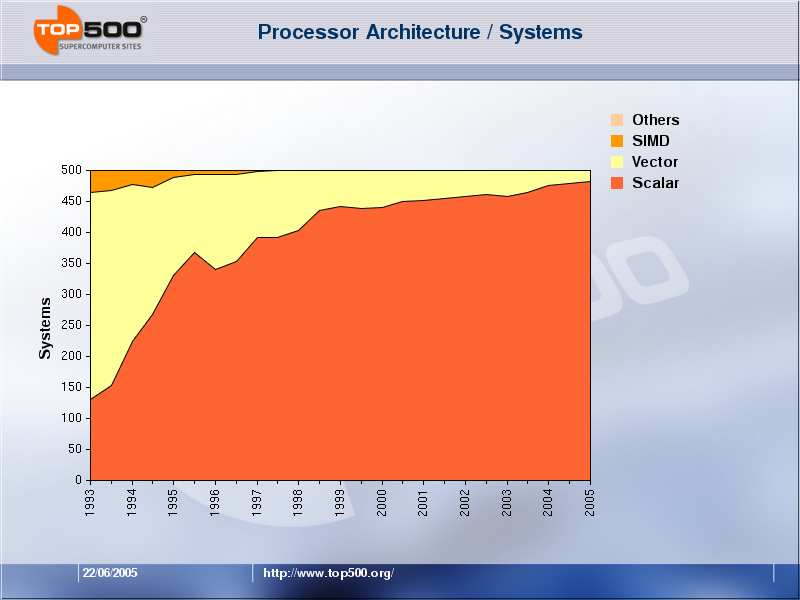 TOP500®
SUPERCOMPUTER SITES
Processor Architecture / Systems
Others
SIMD
Vector
Scalar
500
450
400
350
300
250
200
150
100
50
0
Systems
1993
1994
1995
1996
1997
1998
1999
2000
2001
2002
2003
2004
2005
22/06/2005
http://www.top500.org/